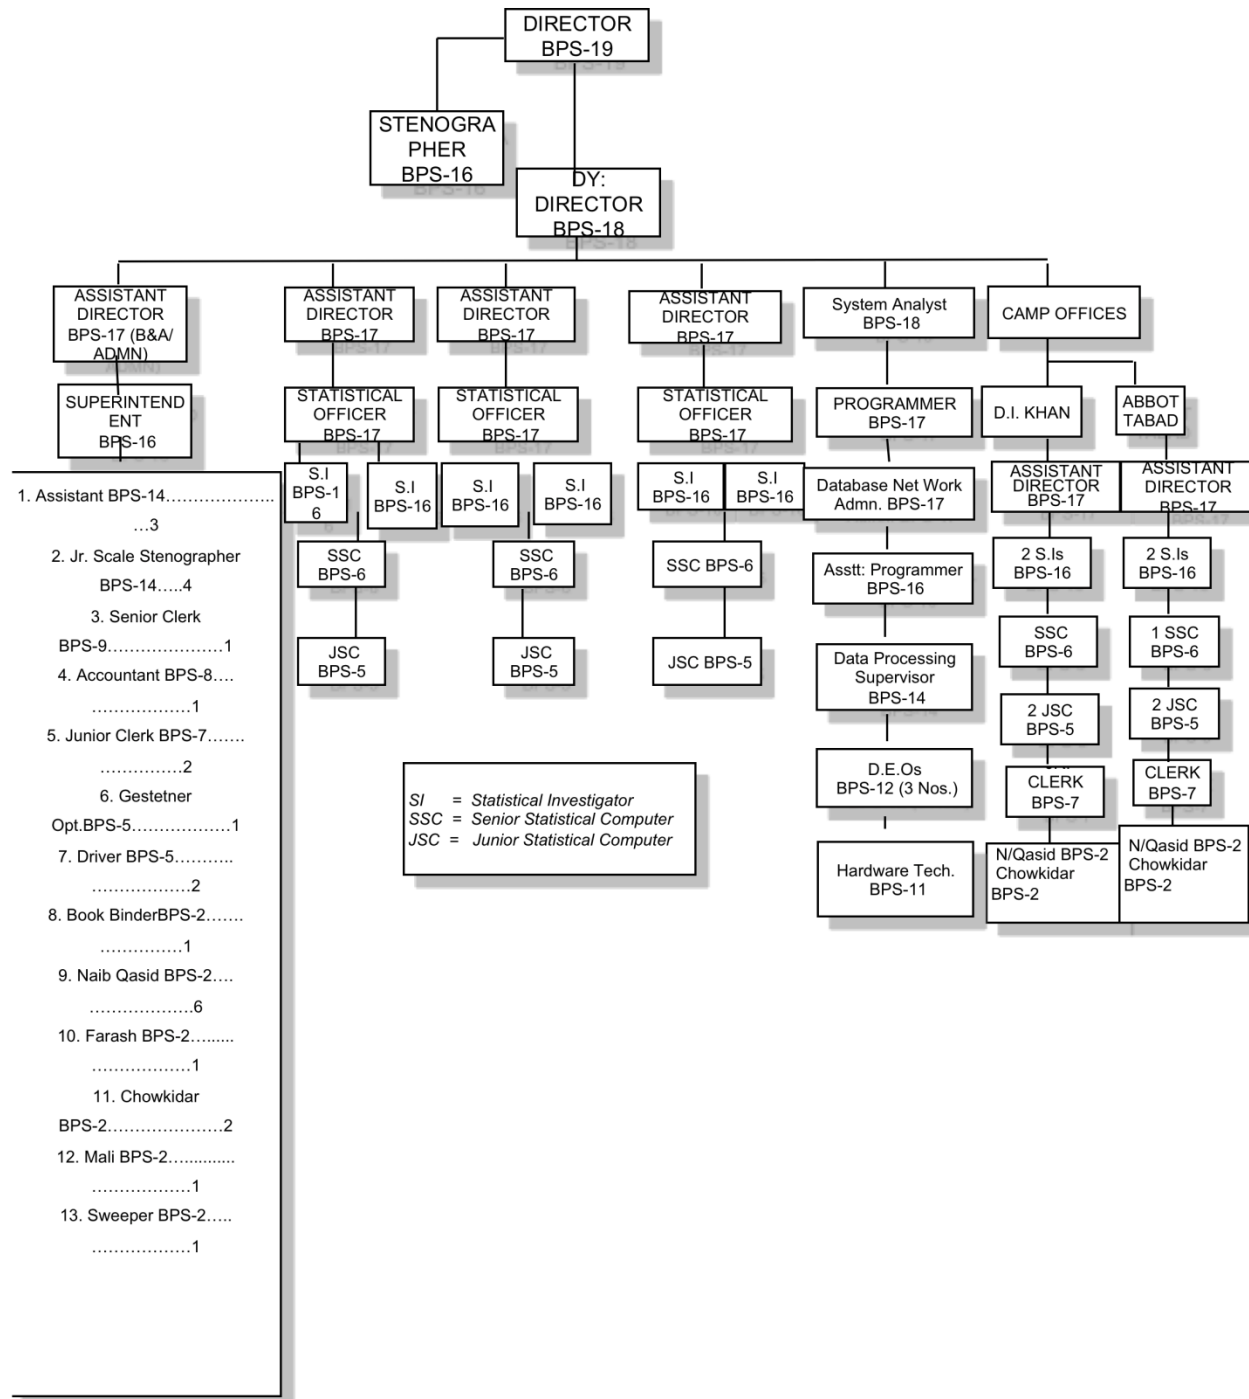 DIRECTOR
BPS-19
STENOGRA
PHER
BPS-16
DY:
DIRECTOR
BPS-18
ASSISTANT
DIRECTOR
BPS-17 (B&A/
ADMN)
SUPERINTEND
ENT
BPS-16
1. Assistant BPS-14………………..
…3
2. Jr. Scale Stenographer
BPS-14…..4
3. Senior Clerk
BPS-9…………………1
4. Accountant BPS-8….
………………1
5. Junior Clerk BPS-7…….
……………2
6. Gestetner
Opt.BPS-5………………1
7. Driver BPS-5………..
………………2
8. Book BinderBPS-2…….
……………1
9. Naib Qasid BPS-2….
………………..6
10. Farash BPS-2….......
………………1
11. Chowkidar
BPS-2…………………2
12. Mali BPS-2…..........
………………1
13. Sweeper BPS-2…..
………………1
ASSISTANT
DIRECTOR
BPS-17
STATISTICAL
OFFICER
BPS-17
S.I
BPS-1
6
S.I
BPS-16
SSC
BPS-6
JSC
BPS-5
ASSISTANT
DIRECTOR
BPS-17
STATISTICAL
OFFICER
BPS-17
S.I
BPS-16
S.I
BPS-16
SSC
BPS-6
JSC
BPS-5
ASSISTANT
DIRECTOR
BPS-17
STATISTICAL
OFFICER
BPS-17
S.I
BPS-16
S.I
BPS-16
SSC BPS-6
JSC BPS-5
SI = Statistical Investigator
SSC = Senior Statistical Computer
JSC = Junior Statistical Computer
System Analyst
BPS-18
PROGRAMMER
BPS-17
Database Net Work
Admn. BPS-17
Asstt: Programmer
BPS-16
Data Processing
Supervisor
BPS-14
D.E.Os
BPS-12 (3 Nos.)
Hardware Tech.
BPS-11
CAMP OFFICES
D.I. KHAN
ASSISTANT
DIRECTOR
BPS-17
2 S.Is
BPS-16
SSC
BPS-6
2 JSC
BPS-5
CLERK
BPS-7
N/Qasid BPS-2
Chowkidar
BPS-2
ABBOT
TABAD
ASSISTANT
DIRECTOR
BPS-17
2 S.Is
BPS-16
1 SSC
BPS-6
2 JSC
BPS-5
CLERK
BPS-7
N/Qasid BPS-2
Chowkidar
BPS-2